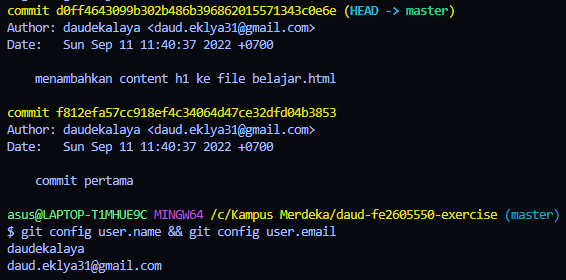 commit d0ff4643099b302b486b396862015571343c0e6e (HEAD -> master)
Author: daudekalaya <daud.eklya31@gmail.com>
Date:   Sun Sep 11 11:40:37 2022 +0700

    menambahkan content h1 ke file belajar.html

commit f812efa57cc918ef4c34064d47ce32dfd04b3853
Author: daudekalaya <daud.eklya31@gmail.com>
Date:   Sun Sep 11 11:40:37 2022 +0700

    commit pertama

asus@LAPTOP-T1MHUE9C MINGW64 /c/Kampus Merdeka/daud-fe2605550-exercise (master)
$ git config user.name && git config user.email
daudekalaya
daud.eklya31@gmail.com